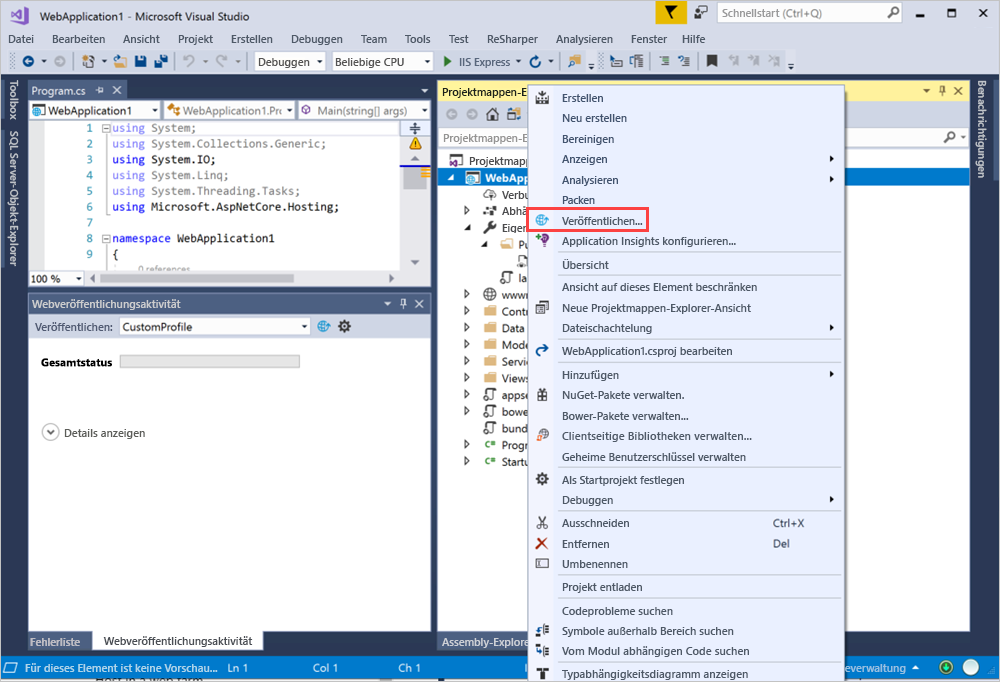 WebApplication1 - Microsoft Visual Studio
Schnellstart (Ctrl+Q)
Datei Bearbeiten Ansicht Projekt Erstellen Debuggen Team Tools Test ReSharper Analysieren Fenster Hilfe
Debuggen Beliebige CPU IIS Express
Toolbox
SQL Server-Objekt-Explorer
Program.cs
WebApplication1 WebApplication1.Pr Main(string[] args)
1 using System;
2 using System.Collections.Generic;
3 using System.IO;
4 using System.Linq;
5 using System.Threading.Tasks;
6 using Microsoft.AspNetCore.Hosting;
7
8 namespace WebApplication1
9 {
0 references
100 %
Webveröffentlichungsaktivität
Veröffentlichen: CustomProfile
Gesamtstatus
Details anzeigen
Fehlerliste Webveröffentlichungsaktivität
Projektmappen-E
Projektmappen-E
Projektmap
WebApp
Verbu
Abhä
Eiger
Pu
la
www
Contr
Data
Mode
Servic
Views
appse
bowe
bund
Progr
Startu
Assembly-Explore
Benachrichtigungen
Erstellen
Neu erstellen
Bereinigen
Anzeigen
Analysieren
Packen
Veröffentlichen...
Application Insights konfigurieren...
Übersicht
Ansicht auf dieses Element beschränken
Neue Projektmappen-Explorer-Ansicht
Dateischachtelung
WebApplication1.csproj bearbeiten
Hinzufügen
NuGet-Pakete verwalten.
Bower-Pakete verwalten...
Clientseitige Bibliotheken verwalten...
Geheime Benutzerschlüssel verwalten
Als Startprojekt festlegen
Debuggen
Ausschneiden Ctrl+X
Entfernen Del
Umbenennen
Projekt entladen
Codeprobleme suchen
Symbole außerhalb Bereich suchen
Vom Modul abhängigen Code suchen
Typabhängigkeitsdiagramm anzeigen
Für dieses Element ist keine Vorschau... Ln 1 Col 1 Ch 1
everwaltung